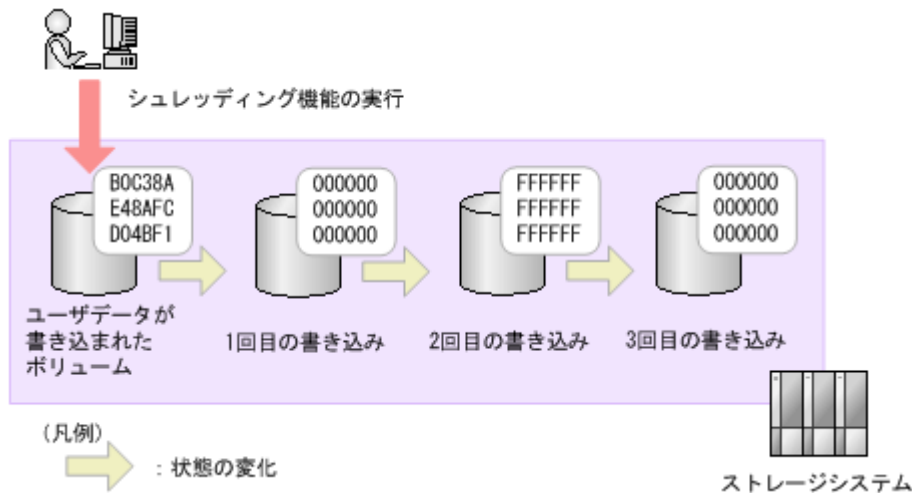 シュレッディング機能の実行
B0C38A
E48AFC
D04BF1
000000
000000
000000
FFFFFF
FFFFFF
FFFFFF
000000
000000
000000
ユーザデータが
書き込まれた
ボリューム
1回目の書き込み
2回目の書き込み
3回目の書き込み
(凡例)
：状態の変化
ストレージシステム